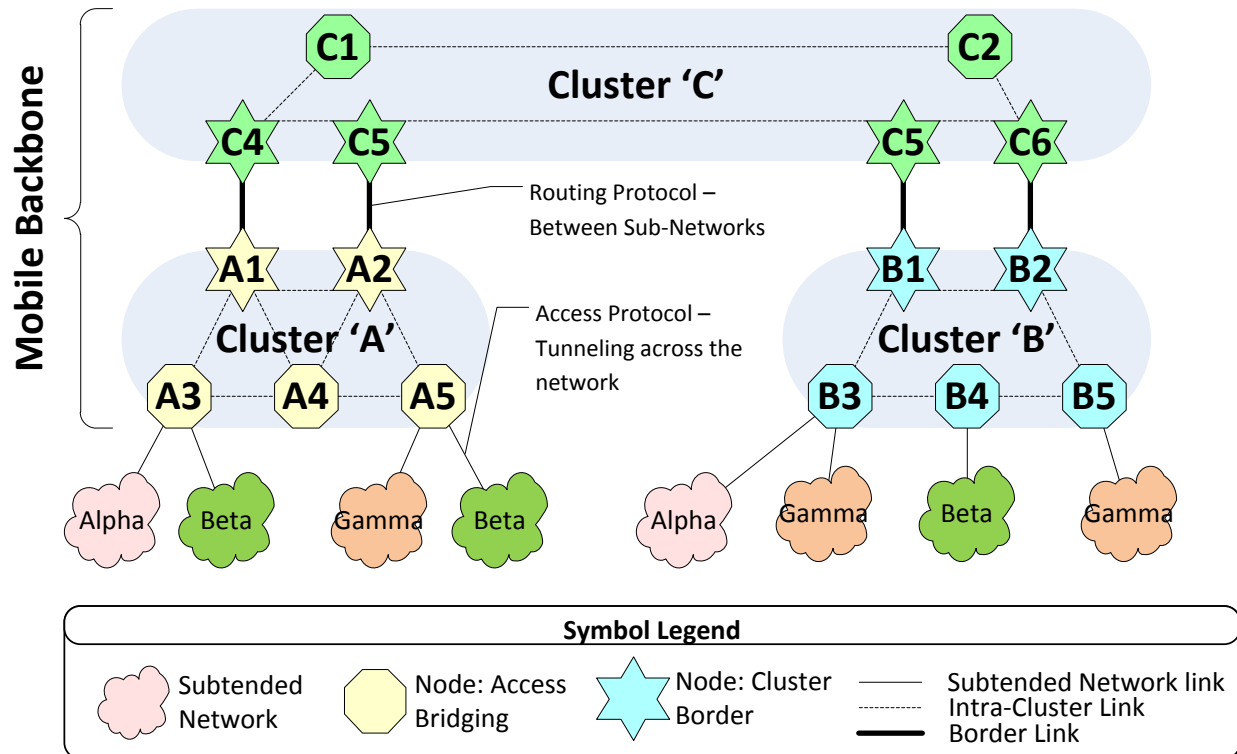 Mobile Backbone
C1
C2
Cluster ‘C’
C4
C5
C5
C6
Routing Protocol –
Between Sub-Networks
A1
A2
B1
B2
Access Protocol –
Tunneling across the
network
Cluster ‘A’
Cluster ‘B’
A3
A4
A5
B3
B4
B5
Alpha
Beta
Gamma
Beta
Alpha
Gamma
Beta
Gamma
Symbol Legend
Subtended
Network
Node: Access
Bridging
Node: Cluster
Border
Subtended Network link
Intra-Cluster Link
Border Link